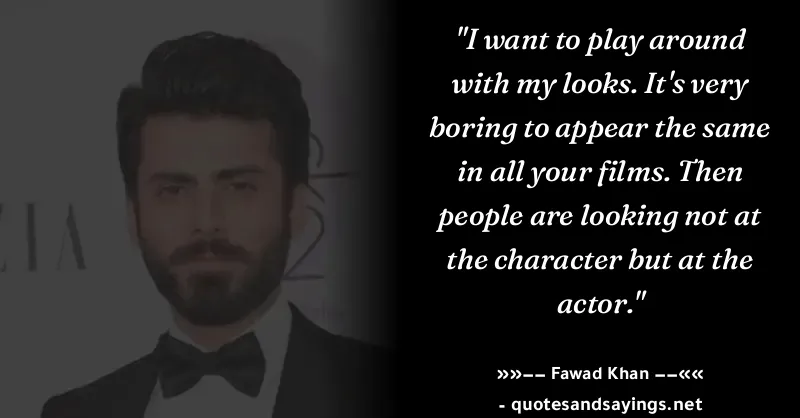 "I want to play around
with my looks. It's very
boring to appear the same
in all your films. Then
people are looking not at
the character but at the
actor."
»»−− Fawad Khan −−««
- quotesandsayings.net
ZIA